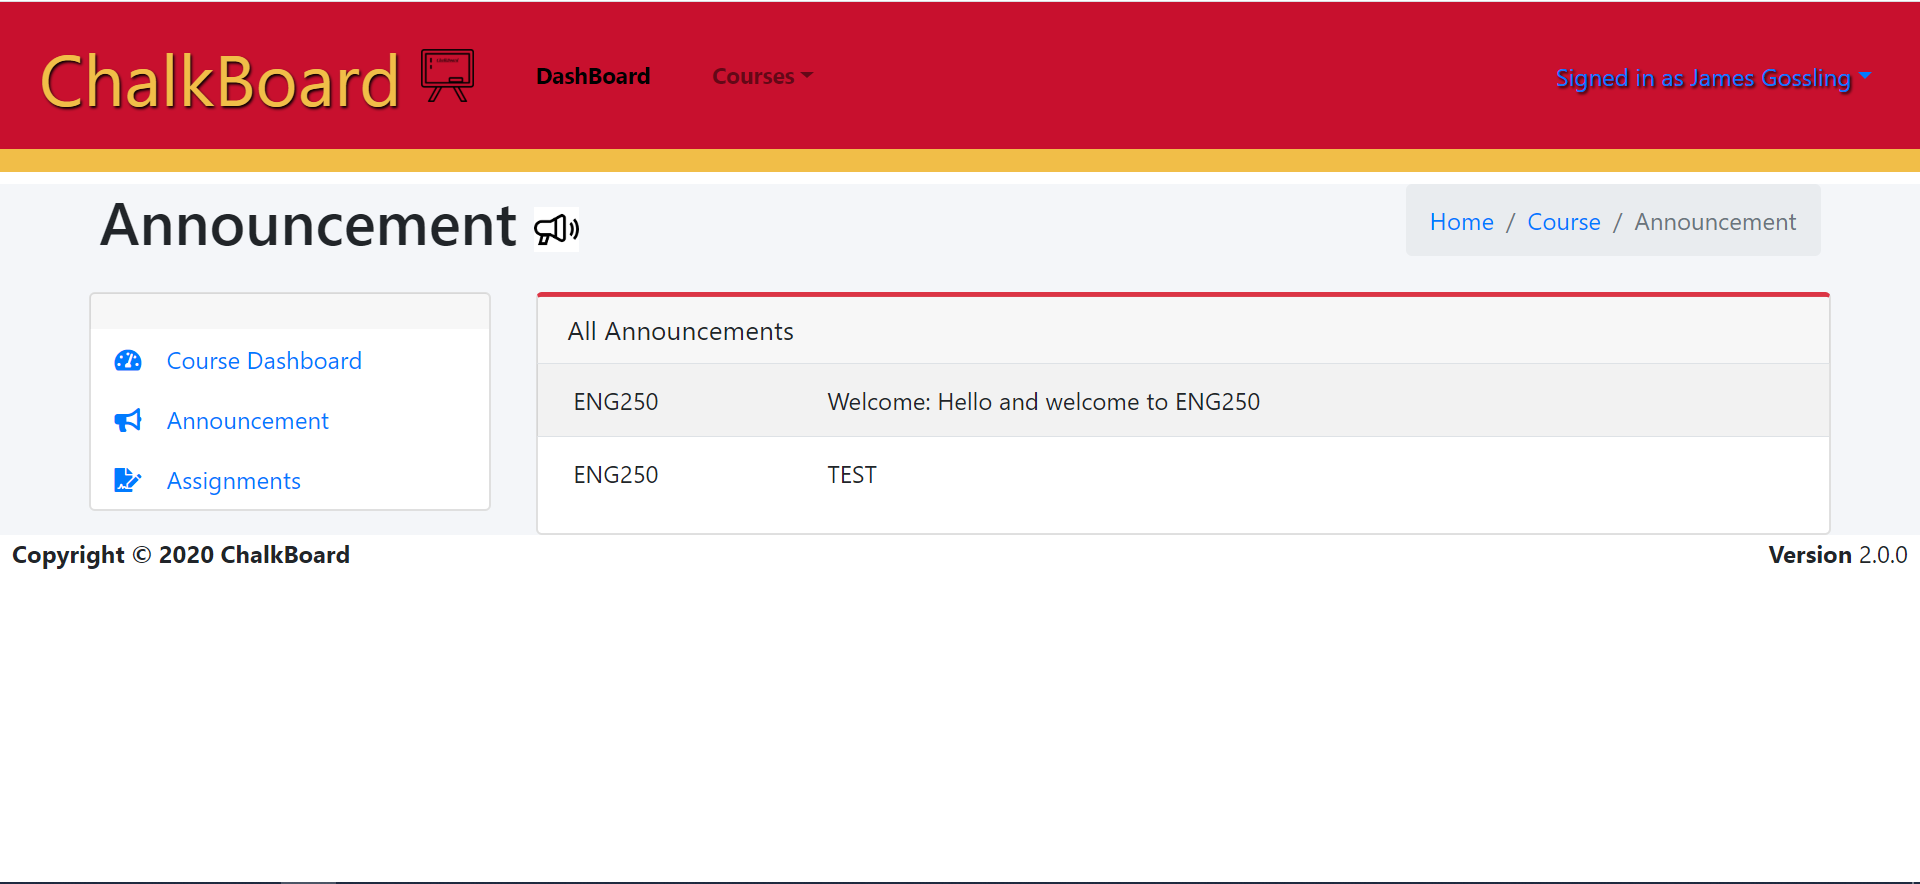 ChalkBoard DashBoard Courses Signed in as James Gossling
Announcement
Home / Course / Announcement
Course Dashboard
Announcement
Assignments
All Announcements
ENG250 Welcome: Hello and welcome to ENG250
ENG250 TEST
Copyright © 2020 ChalkBoard Version 2.0.0